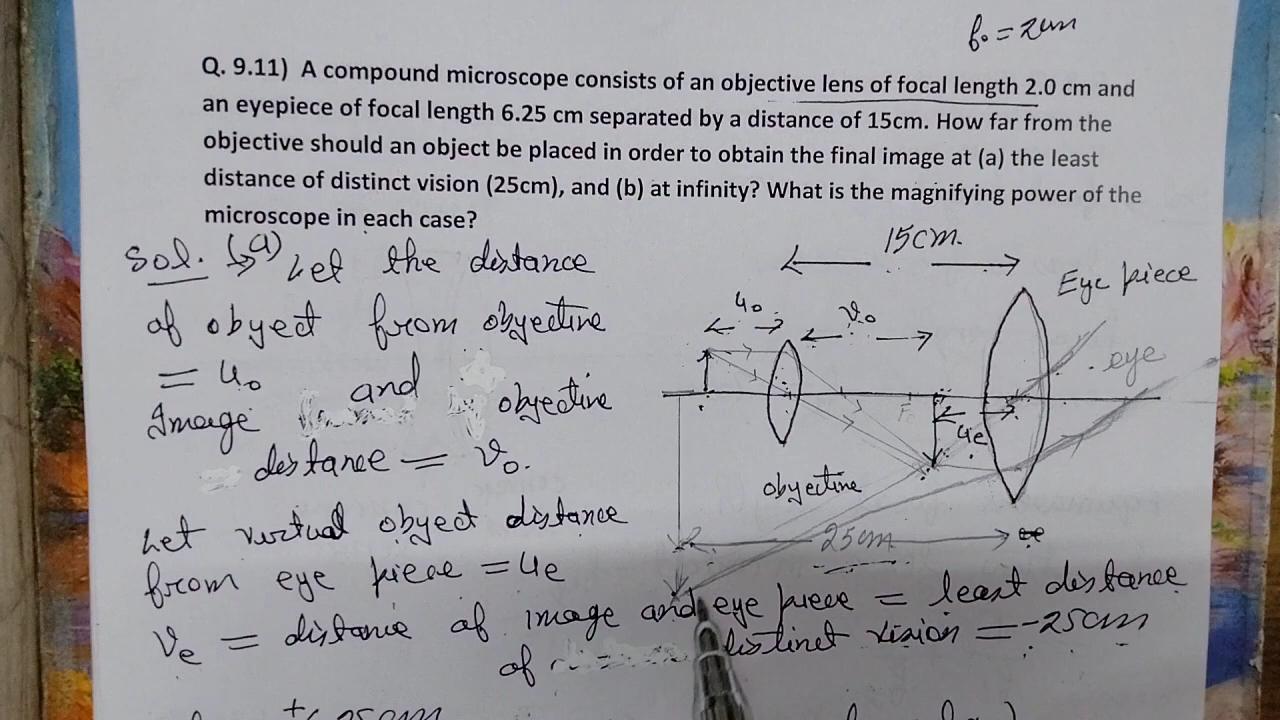 fo = 2cm
Q. 9.11) A compound microscope consists of an objective lens of focal length 2.0 cm and
an eyepiece of focal length 6.25 cm separated by a distance of 15cm. How far from the
objective should an object be placed in order to obtain the final image at (a) the least
distance of distinct vision (25cm), and (b) at infinity? What is the magnifying power of the
microscope in each case?
Sol. (a) Let the distance
of object from objective
= uo and
Image objective
distance = vo.
Let virtual object distance
from eye piece = ue
ve = distance of image and eye piece = least distance
of distinct vision = -25cm
15cm.
Eye piece
uo
vo
eye
F
ue
objective
25cm